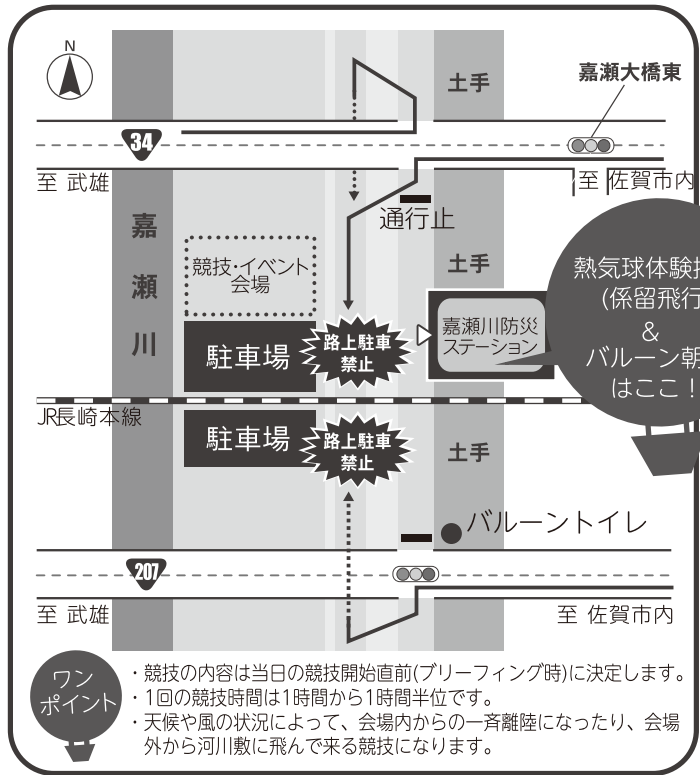 N
土手
嘉瀬大橋東
34
至 武雄
至 佐賀市内
通行止
嘉瀬川
競技・イベント
会場
土手
熱気球体験
(係留飛行
&
バルーン朝
はここ!
駐車場
路上駐車
禁止
嘉瀬川防災
ステーション
JR長崎本線
駐車場
路上駐車
禁止
土手
バルーントイレ
207
至 武雄
至 佐賀市内
ワン
ポイント
・競技の内容は当日の競技開始直前(ブリーフィング時)に決定します。
・1回の競技時間は1時間から1時間半位です。
・天候や風の状況によって、会場内からの一斉離陸になったり、会場
外から河川敷に飛んで来る競技になります。